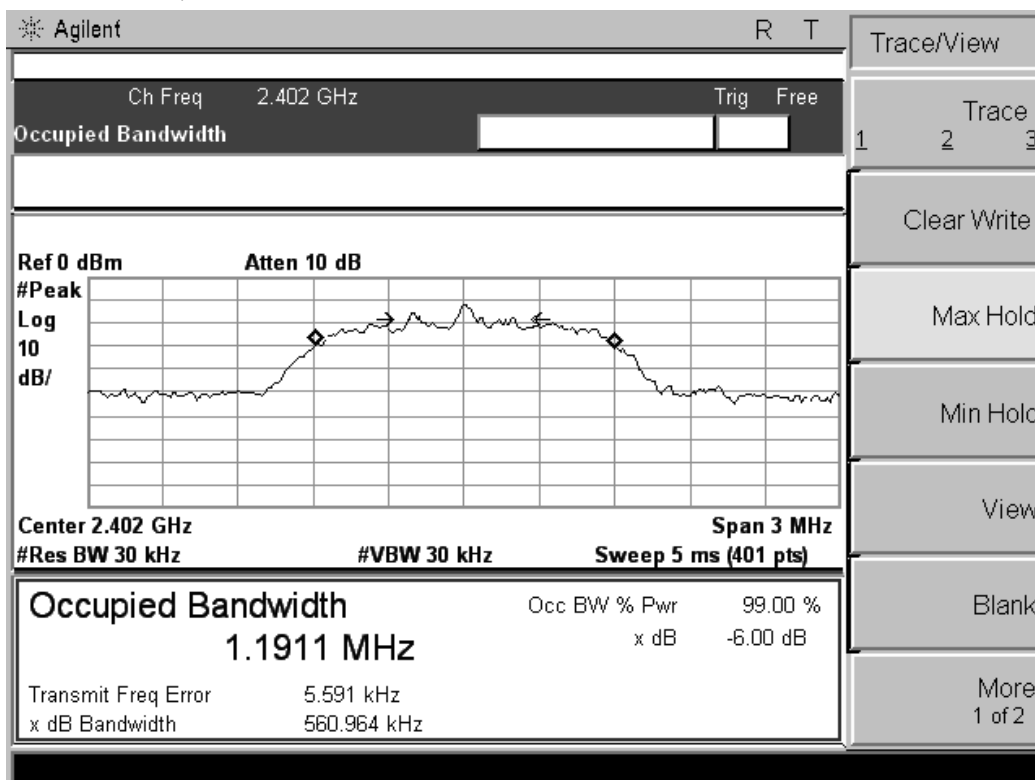 Agilent R T
Trace/View
Ch Freq 2.402 GHz Trig Free
Occupied Bandwidth
Trace
1 2 3
Clear Write
Max Hold
Min Hold
View
Blank
More
1 of 2
Ref 0 dBm Atten 10 dB
#Peak
Log
10
dB/
Center 2.402 GHz Span 3 MHz
#Res BW 30 kHz #VBW 30 kHz Sweep 5 ms (401 pts)
Occupied Bandwidth
1.1911 MHz
Occ BW % Pwr 99.00 %
x dB -6.00 dB
Transmit Freq Error 5.591 kHz
x dB Bandwidth 560.964 kHz